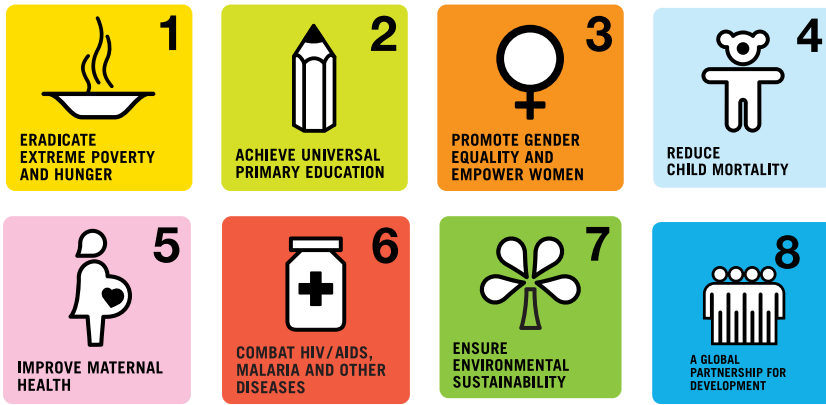 1
ERADICATE
EXTREME POVERTY
AND HUNGER
2
ACHIEVE UNIVERSAL
PRIMARY EDUCATION
3
PROMOTE GENDER
EQUALITY AND
EMPOWER WOMEN
4
REDUCE
CHILD MORTALITY
5
IMPROVE MATERNAL
HEALTH
6
COMBAT HIV/AIDS,
MALARIA AND OTHER
DISEASES
7
ENSURE
ENVIRONMENTAL
SUSTAINABILITY
8
A GLOBAL
PARTNERSHIP FOR
DEVELOPMENT